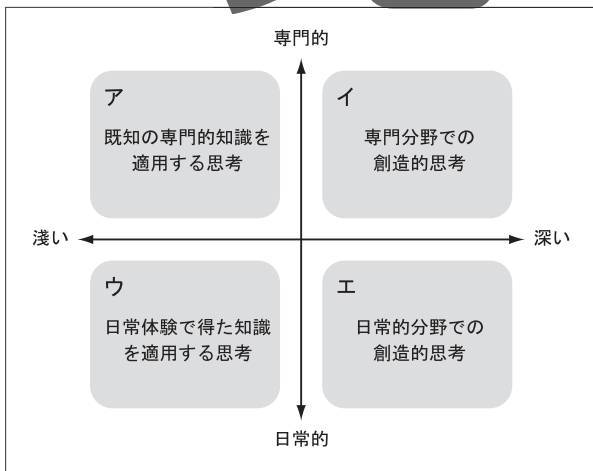 専門的
ア
既知の専門的知識を
適用する思考
イ
専門分野での
創造的思考
浅い
深い
ウ
日常体験で得た知識
を適用する思考
エ
日常的分野での
創造的思考
日常的